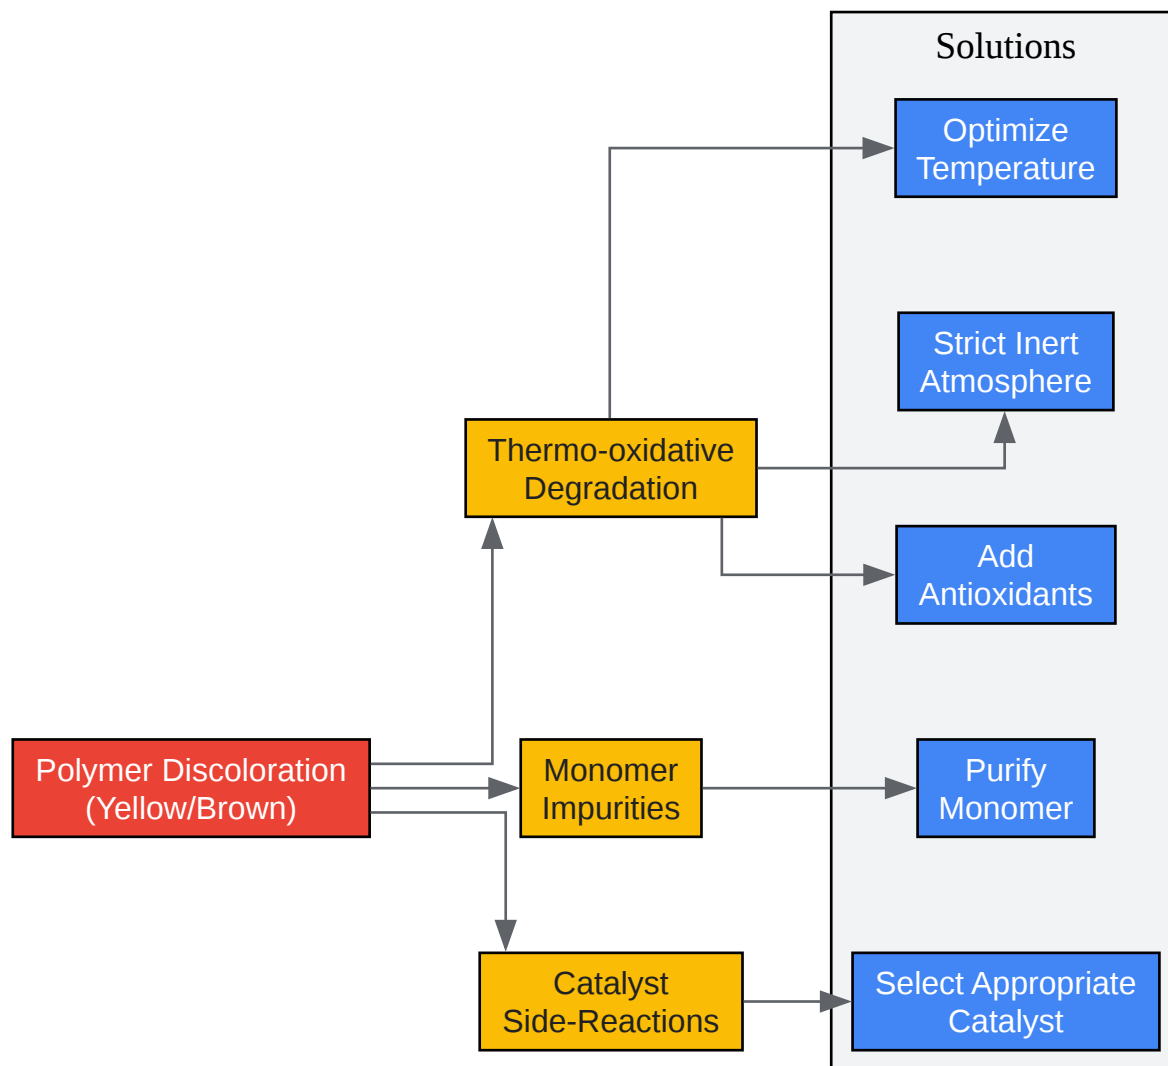 Solutions
Optimize
Temperature
Strict Inert
Atmosphere
Thermo-oxidative
Degradation
Add
Antioxidants
Polymer Discoloration
(Yellow/Brown)
Monomer
Impurities
Purify
Monomer
Catalyst
Side-Reactions
Select Appropriate
Catalyst